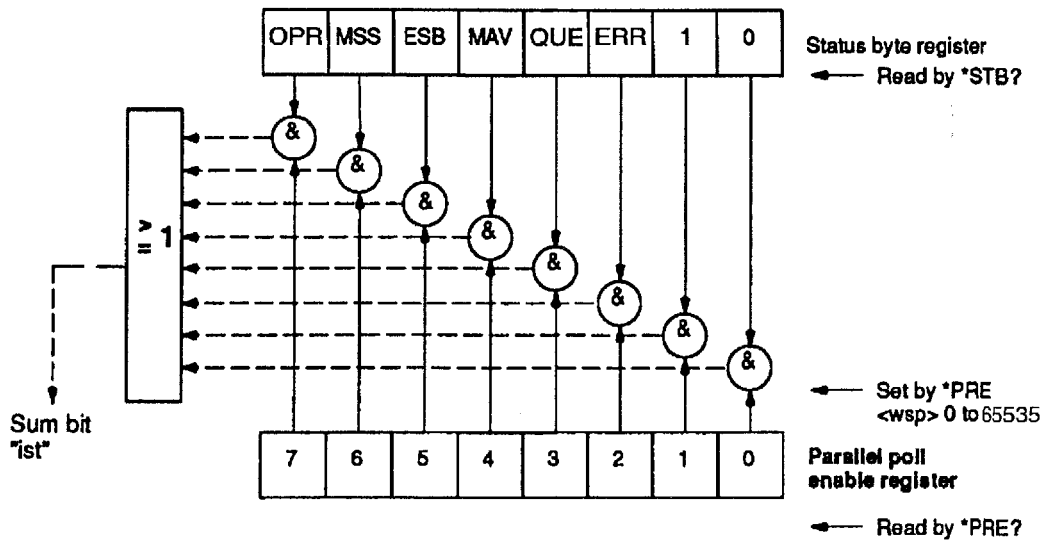 OPR MSS ESB MAV QUE ERR 1 0
Status byte register
Read by *STB?
&
&
&
&
&
&
&
&
>= 1
Sum bit
"ist"
Set by *PRE
<wsp> 0 to 65535
7 6 5 4 3 2 1 0
Parallel poll
enable register
Read by *PRE?